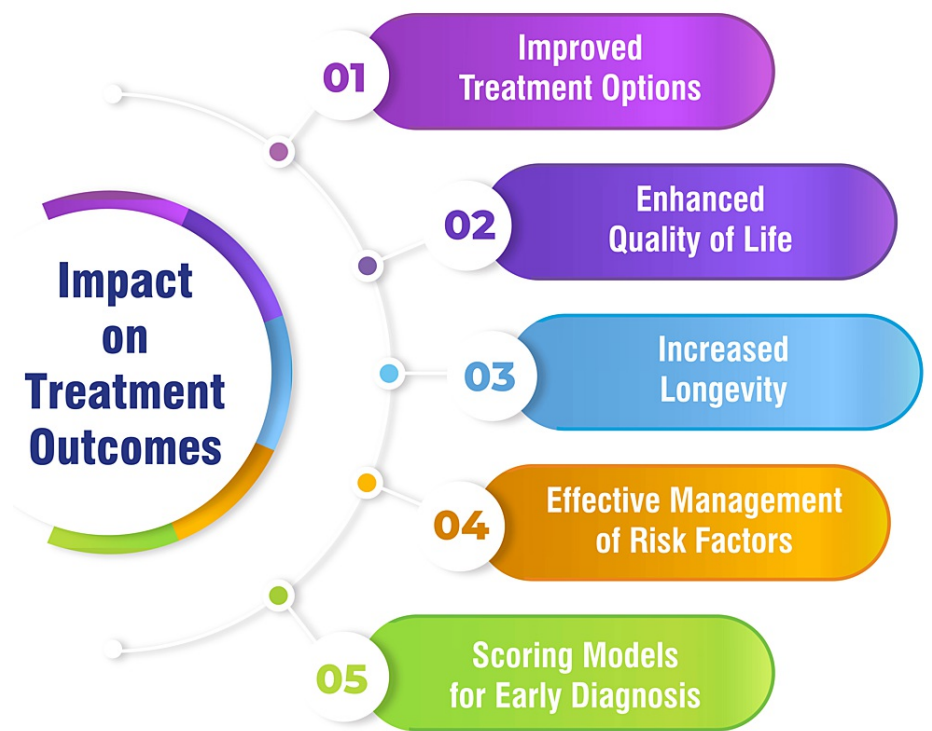 Impact
on
Treatment
Outcomes
01
Improved
Treatment Options
02
Enhanced
Quality of Life
03
Increased
Longevity
04
Effective Management
of Risk Factors
05
Scoring Models
for Early Diagnosis